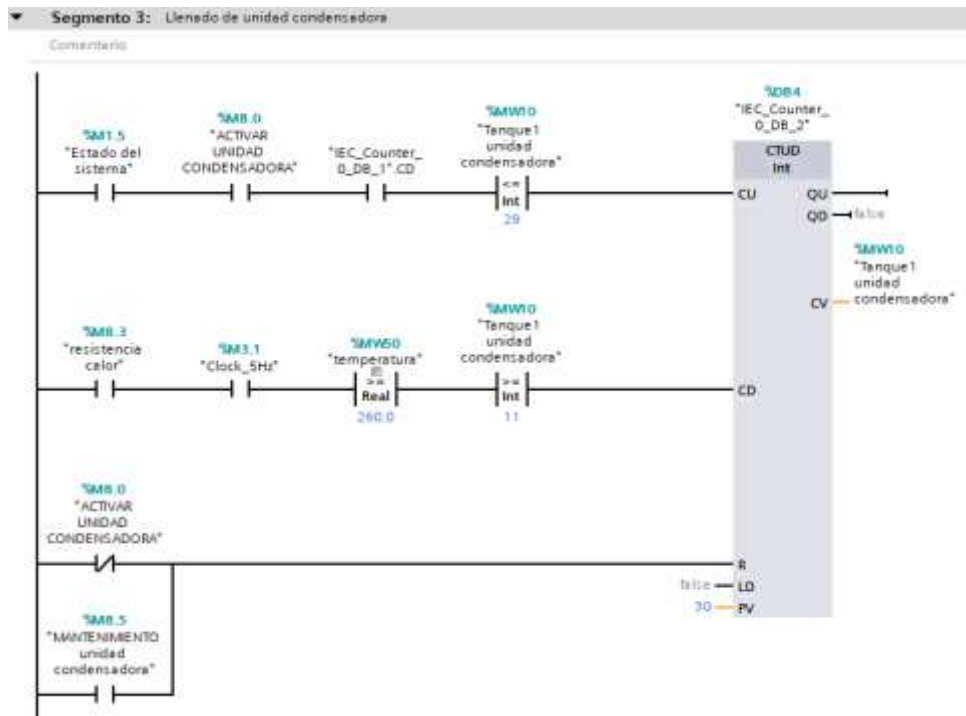 Segmento 3: Llenado de unidad condensadora
Comentario
%M1.5
"Estado del
sistema"
%M8.0
"ACTIVAR
UNIDAD
CONDENSADORA"
"IEC_Counter_
0_DB_1".CD
%MW10
"Tanque1
unidad
condensadora"
<=
Int
29
%DB4
"IEC_Counter_
0_DB_2"
CTUD
Int
CU
QU
QD
false
CV
%MW10
"Tanque1
unidad
condensadora"
%M8.3
"resistencia
calor"
%M3.1
"Clock_5Hz"
%MW50
"temperatura"
>=
Real
260.0
%MW10
"Tanque1
unidad
condensadora"
>=
Int
11
CD
%M8.0
"ACTIVAR
UNIDAD
CONDENSADORA"
R
false
LD
30
PV
%M8.5
"MANTENIMIENTO
unidad
condensadora"